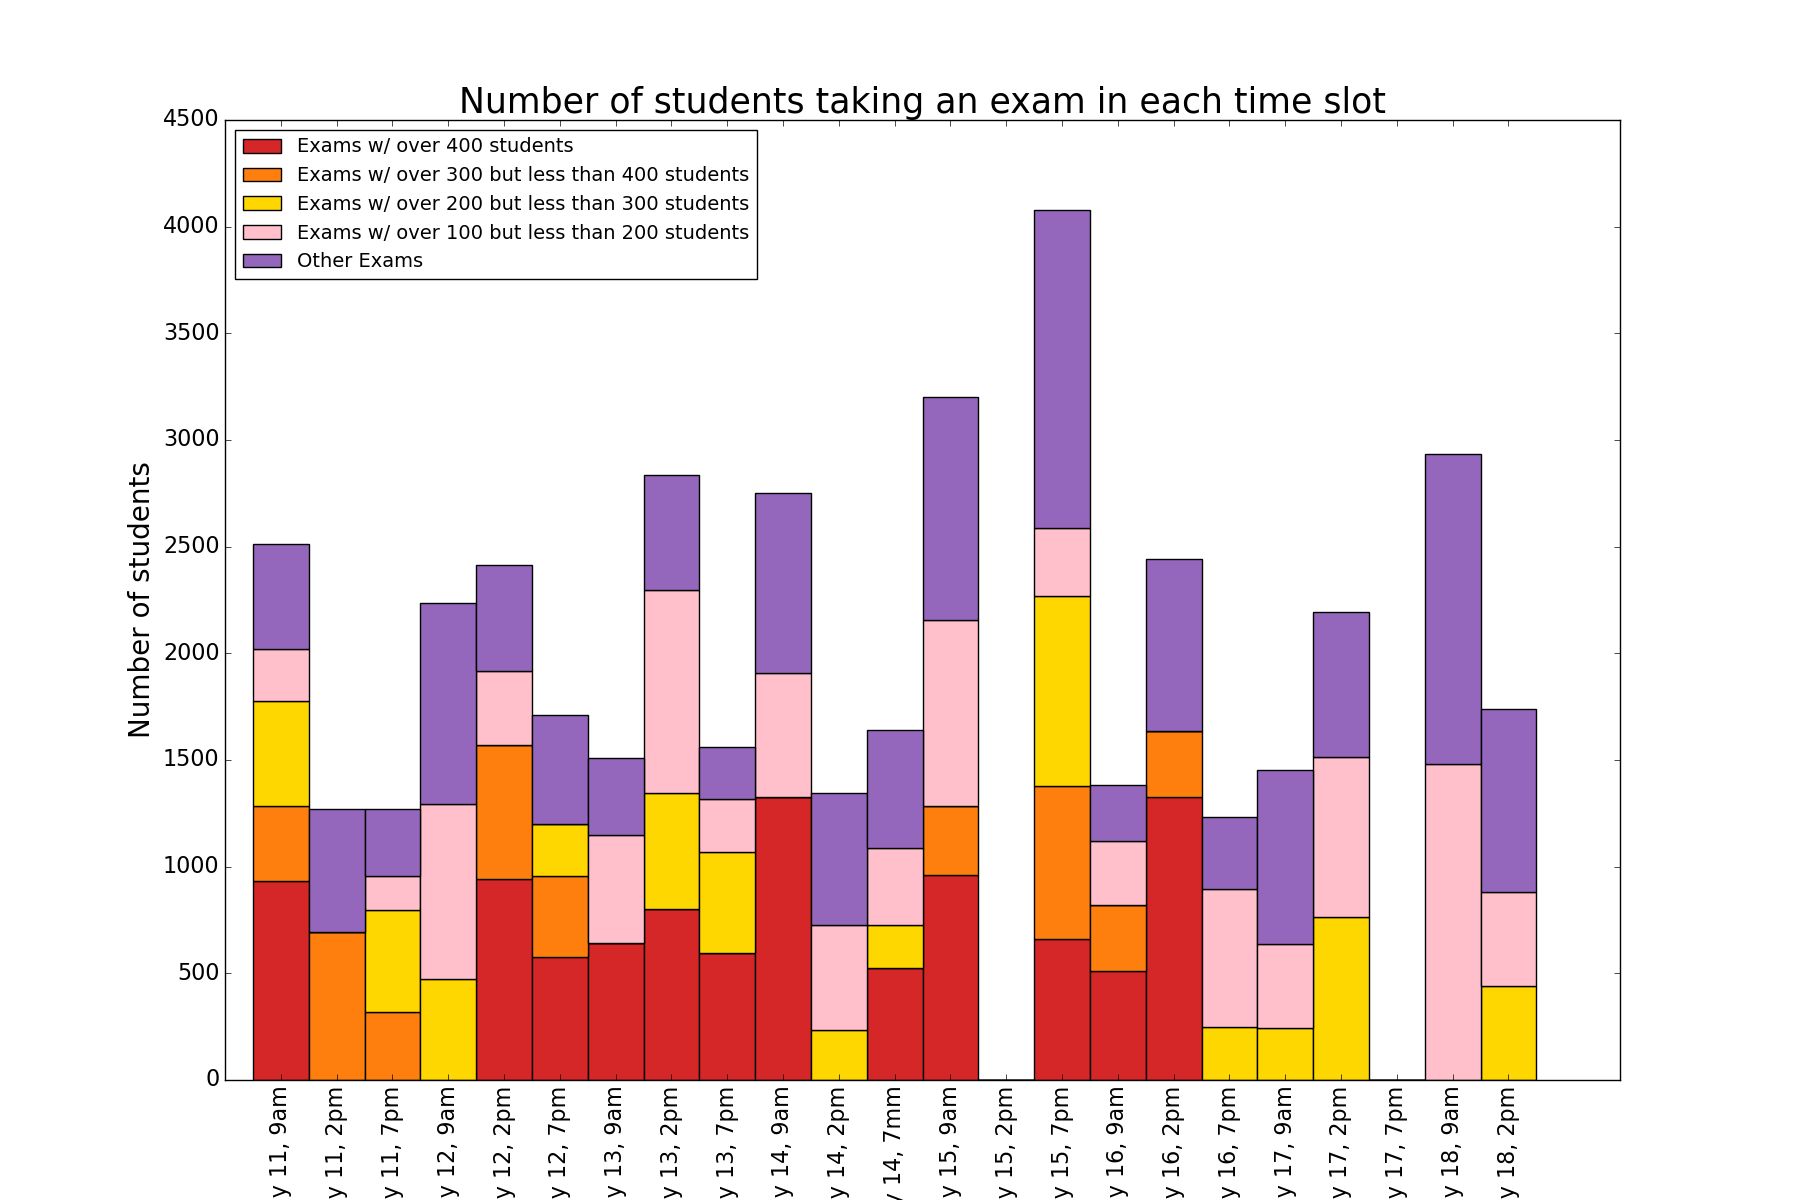 Number of students taking an exam in each time slot
4500
4000
3500
3000
2500
2000
1500
1000
500
0
Number of students
Exams w/ over 400 students
Exams w/ over 300 but less than 400 students
Exams w/ over 200 but less than 300 students
Exams w/ over 100 but less than 200 students
Other Exams
y 11, 9am
y 11, 2pm
y 11, 7pm
y 12, 9am
y 12, 2pm
y 12, 7pm
y 13, 9am
y 13, 2pm
y 13, 7pm
y 14, 9am
y 14, 2pm
y 14, 7mm
y 15, 9am
y 15, 2pm
y 15, 7pm
y 16, 9am
y 16, 2pm
y 16, 7pm
y 17, 9am
y 17, 2pm
y 17, 7pm
y 18, 9am
y 18, 2pm